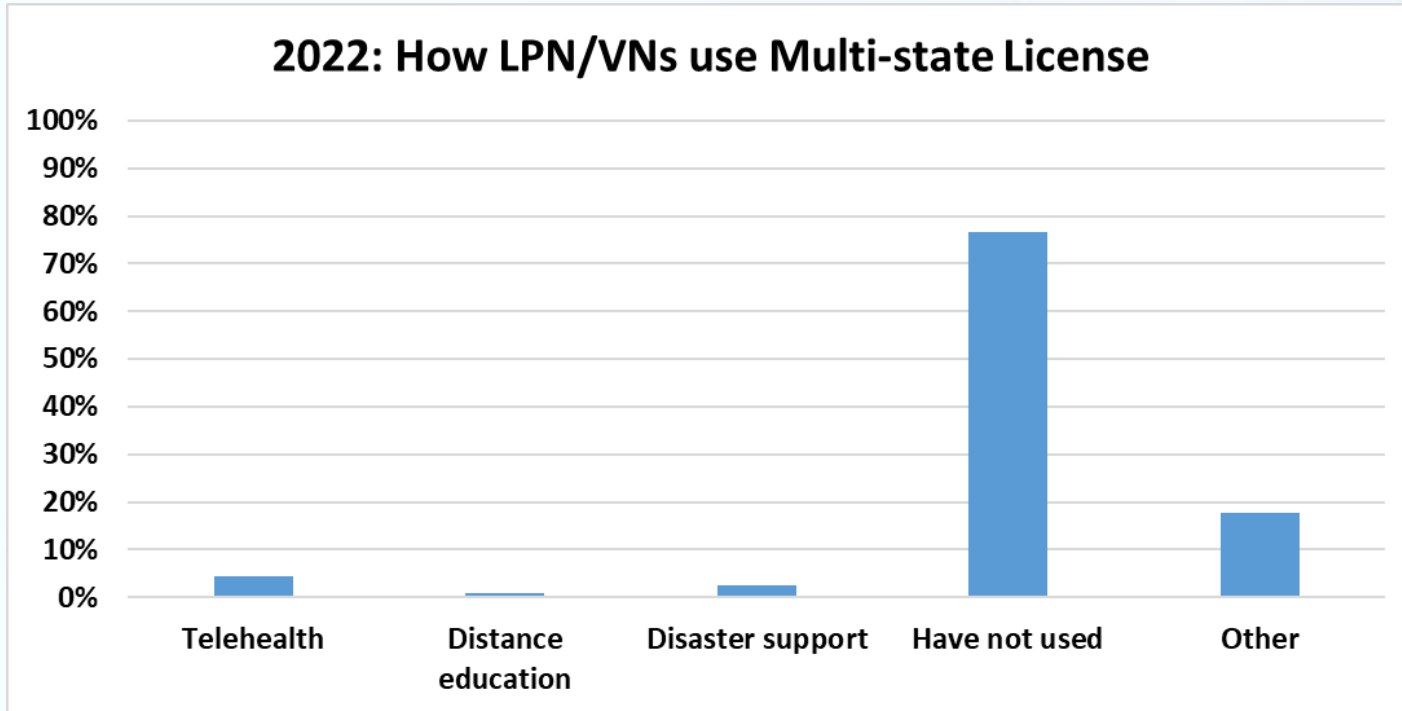 2022: How LPN/VNs use Multi-state License
100%
90%
80%
70%
60%
50%
40%
30%
20%
10%
0%
Telehealth
Distance
education
Disaster support
Have not used
Other